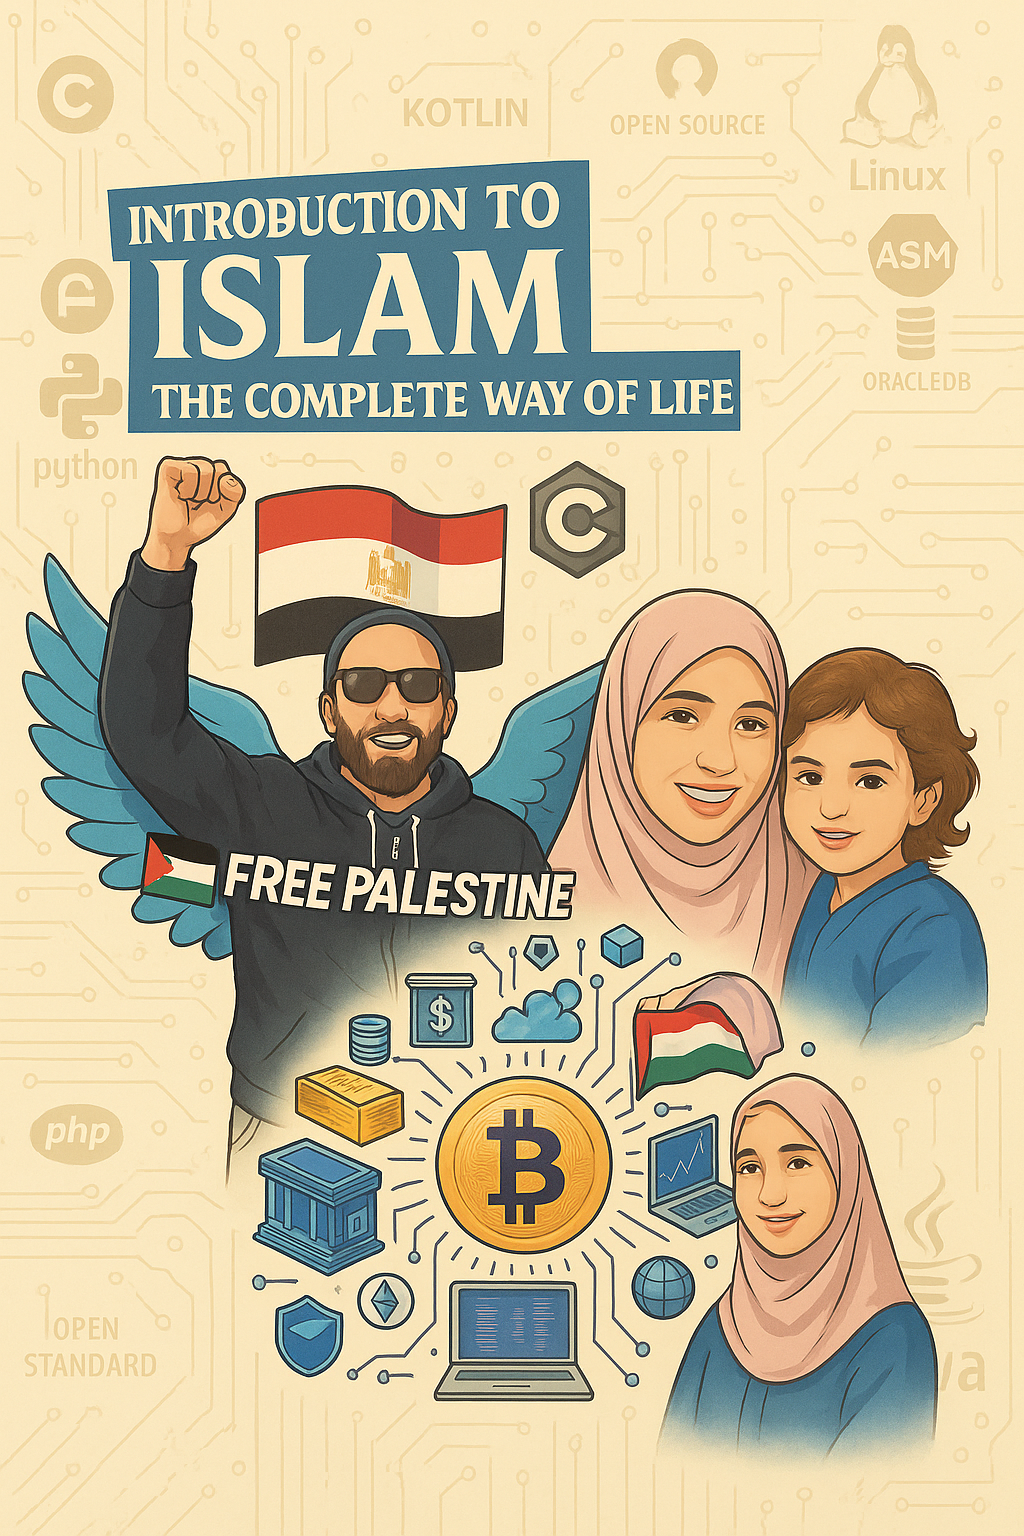 C
KOTLIN
OPEN SOURCE
Linux
INTRODUCTION TO
ISLAM
THE COMPLETE WAY OF LIFE
ASM
ORACLEDB
python
C
FREE PALESTINE
$
B
php
OPEN
STANDARD
va